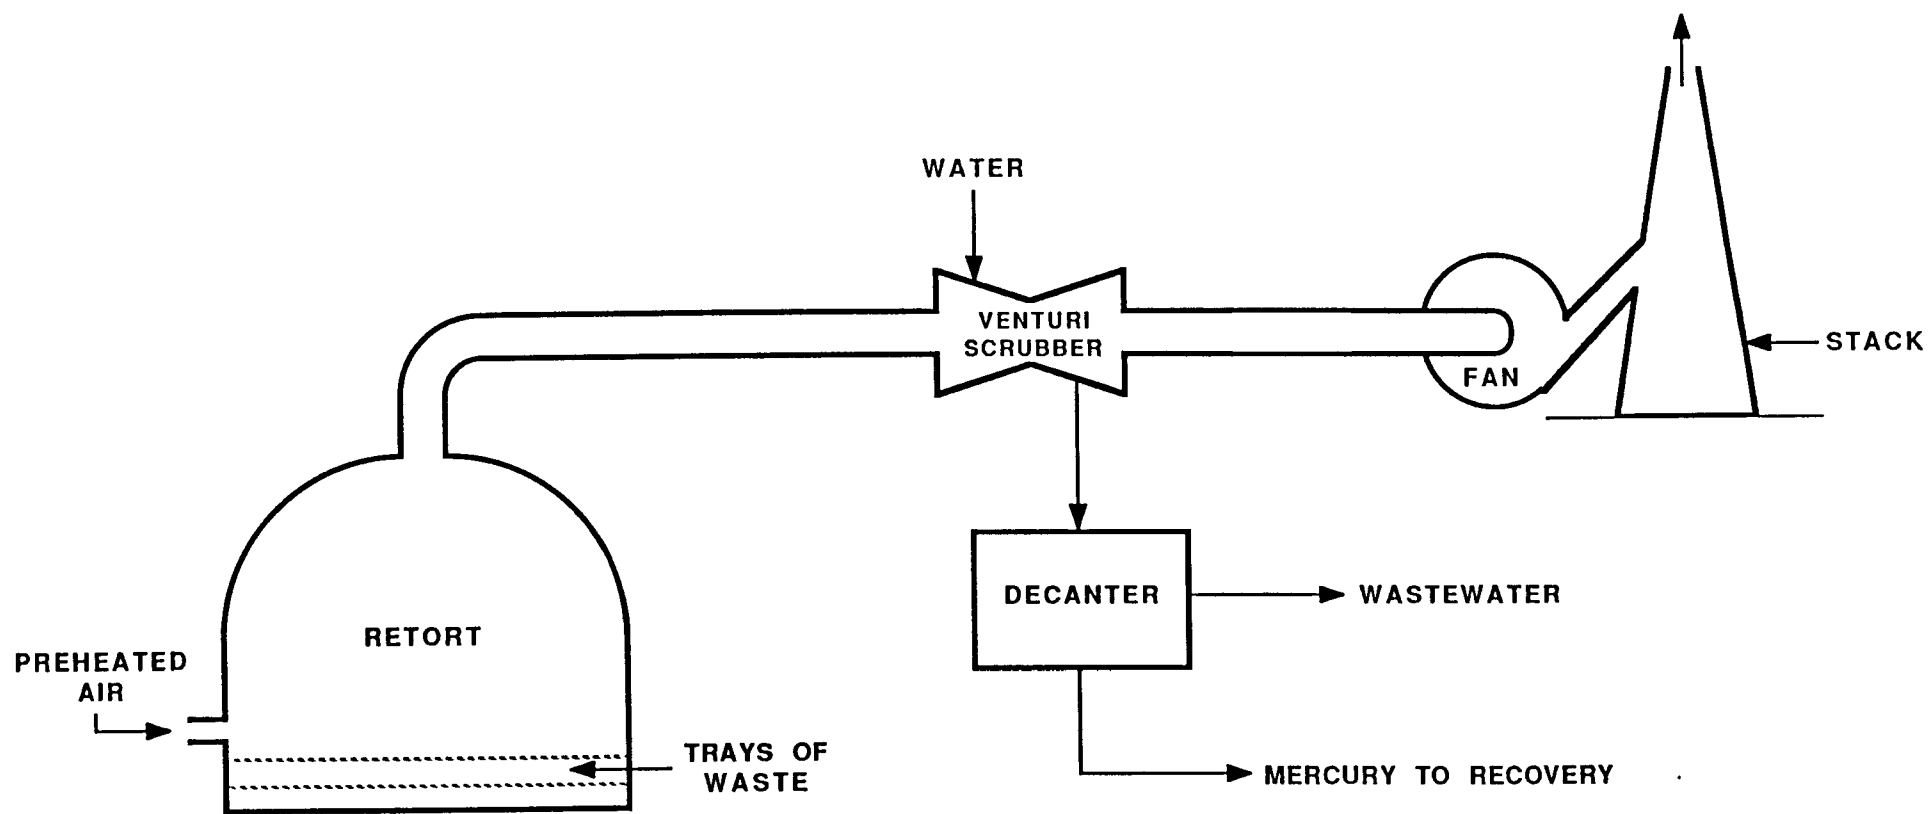 WATER
VENTURI
SCRUBBER
STACK
FAN
DECANTER
WASTEWATER
RETORT
PREHEATED
AIR
TRAYS OF
WASTE
MERCURY TO RECOVERY